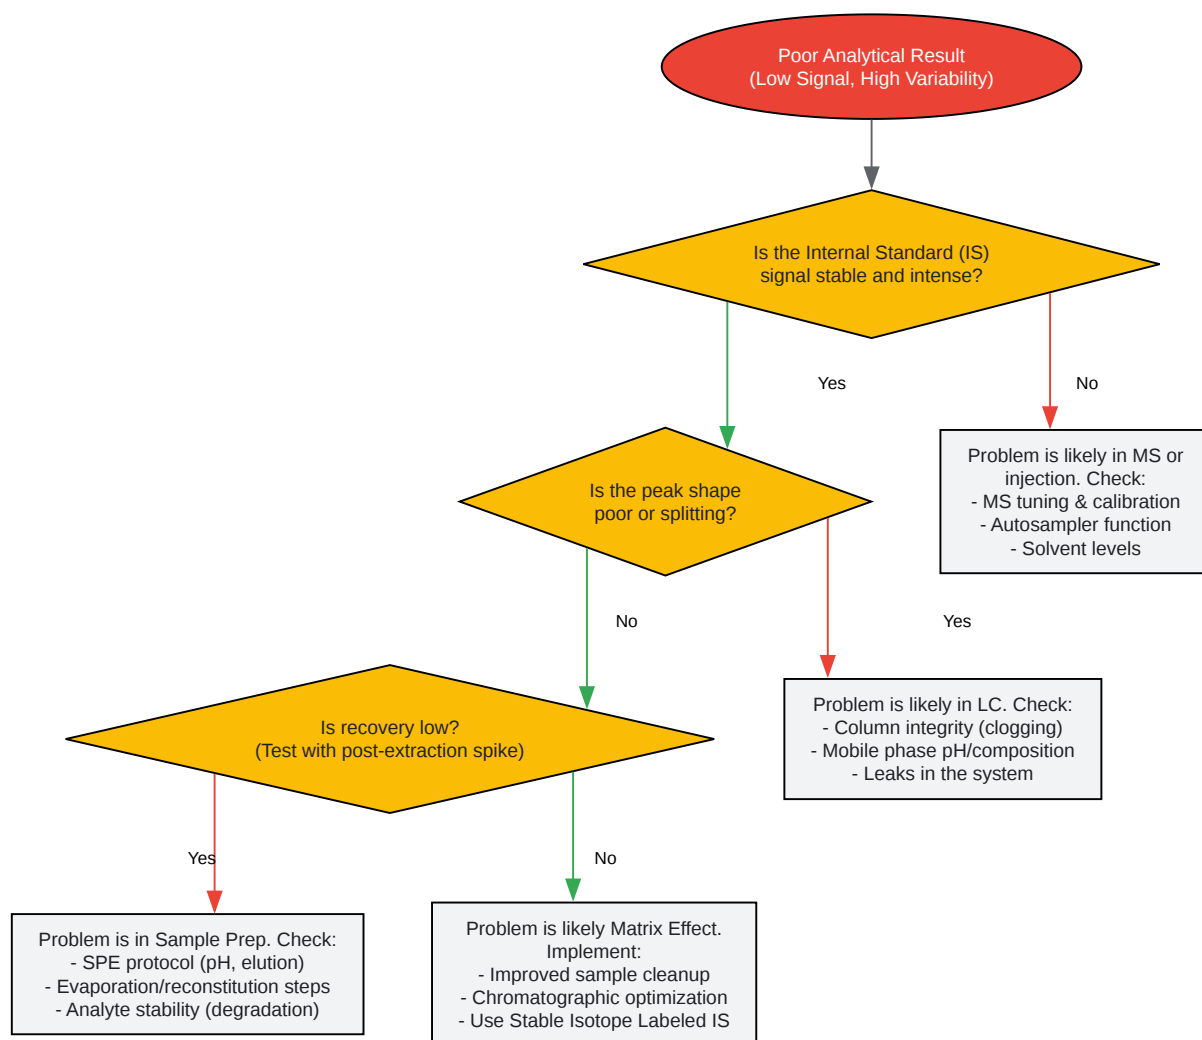 Poor Analytical Result
(Low Signal, High Variability)
Is the Internal Standard (IS)
signal stable and intense?
Yes
No
Is the peak shape
poor or splitting?
Problem is likely in MS or
injection. Check:
- MS tuning & calibration
- Autosampler function
- Solvent levels
No
Yes
Is recovery low?
(Test with post-extraction spike)
Problem is likely in LC. Check:
- Column integrity (clogging)
- Mobile phase pH/composition
- Leaks in the system
Yes
No
Problem is in Sample Prep. Check:
- SPE protocol (pH, elution)
- Evaporation/reconstitution steps
- Analyte stability (degradation)
Problem is likely Matrix Effect.
Implement:
- Improved sample cleanup
- Chromatographic optimization
- Use Stable Isotope Labeled IS